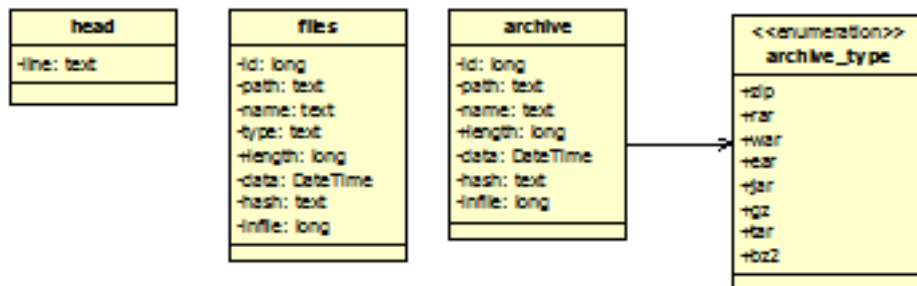 head
-line: text
files
-id: long
-path: text
-name: text
-type: text
+length: long
-data: DateTime
-hash: text
-infile: long
archive
-id: long
-path: text
-name: text
+length: long
-data: DateTime
-hash: text
-infile: long
<<enumeration>>
archive_type
+zip
+rar
+war
+ear
+jar
+gz
+tar
+bz2